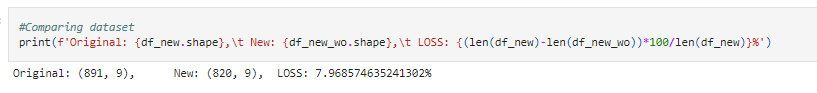 #Comparing dataset
print(f'Original: {df_new.shape},\t New: {df_new_wo.shape},\t LOSS: {(len(df_new)-len(df_new_wo))*100/len(df_new)}%')
Original: (891, 9),      New: (820, 9),  LOSS: 7.968574635241302%